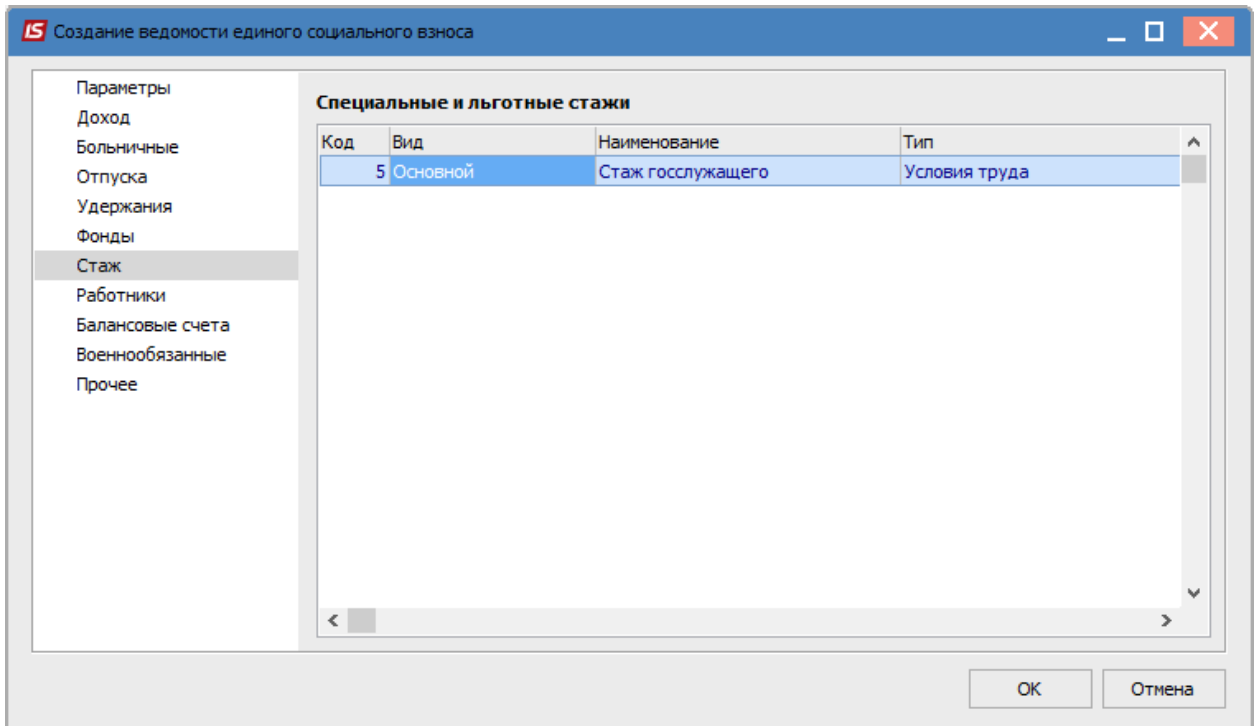 IS Создание ведомости единого социального взноса
Параметры
Доход
Больничные
Отпуска
Удержания
Фонды
Стаж
Работники
Балансовые счета
Военнообязанные
Прочее
Специальные и льготные стажи
Код Вид Наименование Тип
5 Основной Стаж госслужащего Условия труда
OK Отмена